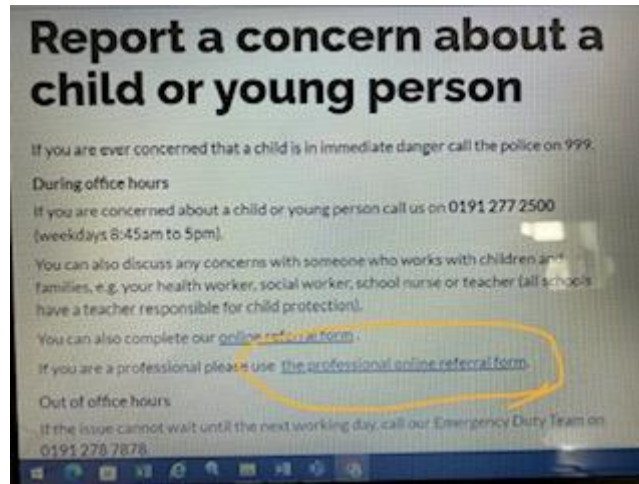 Report a concern about a
child or young person
If you are ever concerned that a child is in immediate danger call the police on 999.
During office hours
If you are concerned about a child or young person call us on 0191 277 2500
(weekdays 8:45am to 5pm).
You can also discuss any concerns with someone who works with children and
families, e.g. your health worker, social worker, school nurse or teacher (all schools
have a teacher responsible for child protection).
You can also complete our online referral form.
If you are a professional please use the professional online referral form.
Out of office hours
If the issue cannot wait until the next working day, call our Emergency Duty Team on
0191 278 7878